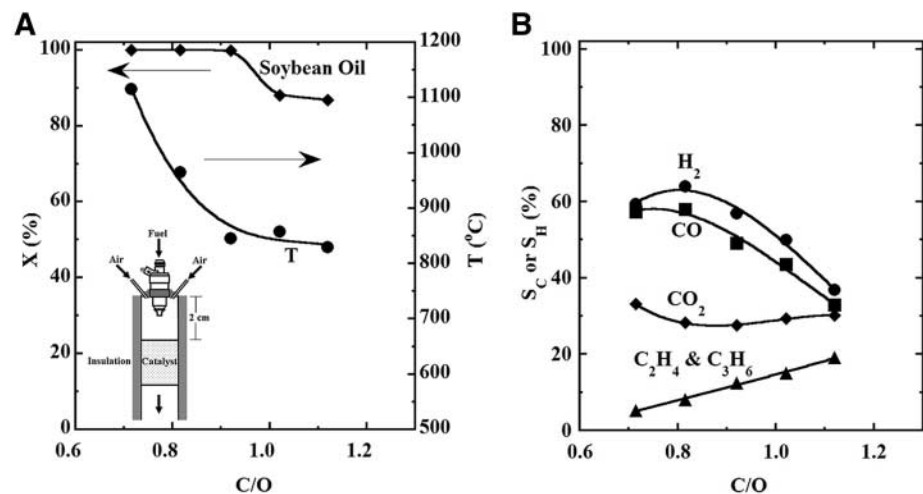 A
100
80
60
40
20
0
X (%)
1200
1100
1000
900
800
700
600
500
T (°C)
Soybean Oil
T
Fuel
Air
Air
2 cm
Insulation
Catalyst
0.6
0.8
1.0
1.2
C/O
B
100
80
60
40
20
0
S_C or S_H (%)
H₂
CO
CO₂
C₂H₄ & C₃H₆
0.6
0.8
1.0
1.2
C/O